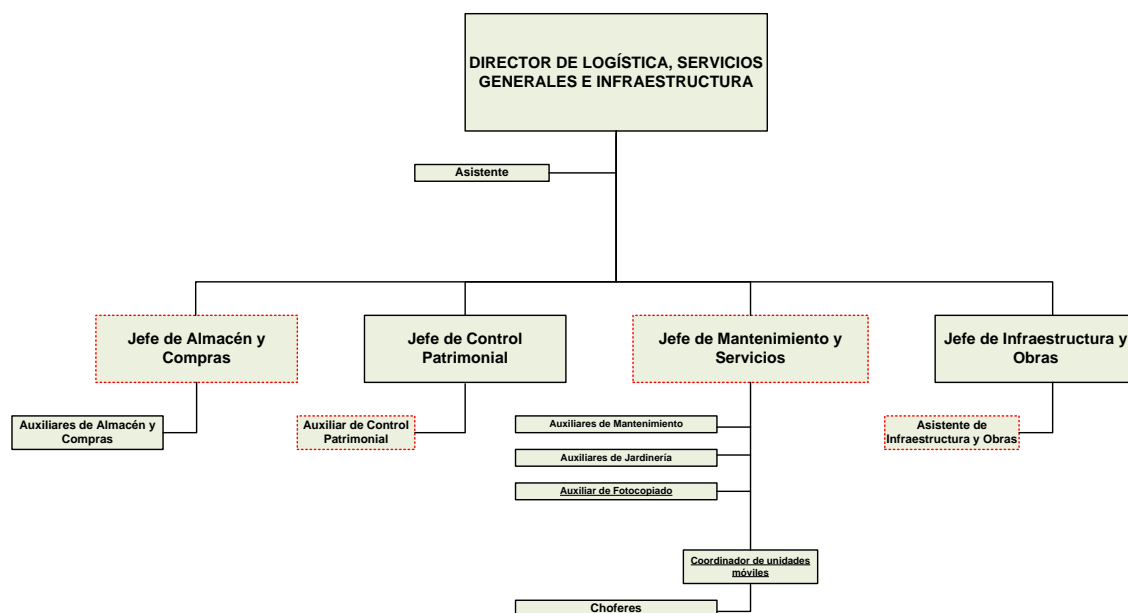 DIRECTOR DE LOGÍSTICA, SERVICIOS
GENERALES E INFRAESTRUCTURA
Asistente
Jefe de Almacén y
Compras
Jefe de Control
Patrimonial
Jefe de Mantenimiento y
Servicios
Jefe de Infraestructura y
Obras
Auxiliares de Almacén y
Compras
Auxiliar de Control
Patrimonial
Auxiliares de Mantenimiento
Auxiliares de Jardinería
Auxiliar de Fotocopiado
Asistente de
Infraestructura y Obras
Coordinador de unidades
móviles
Choferes